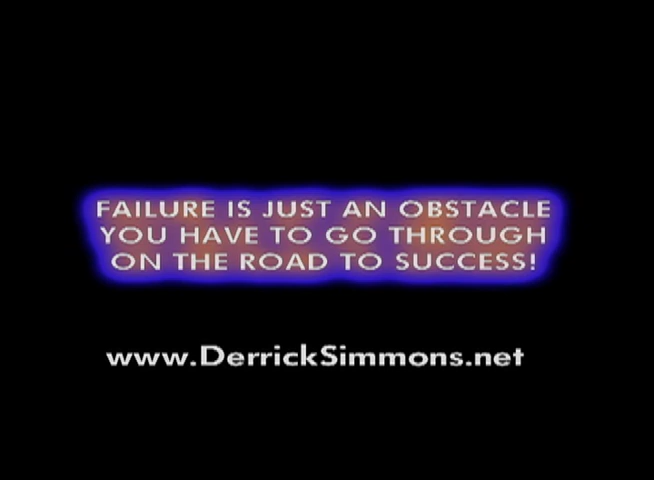 FAILURE IS JUST AN OBSTACLE
YOU HAVE TO GO THROUGH
ON THE ROAD TO SUCCESS!
www.DerrickSimmons.net